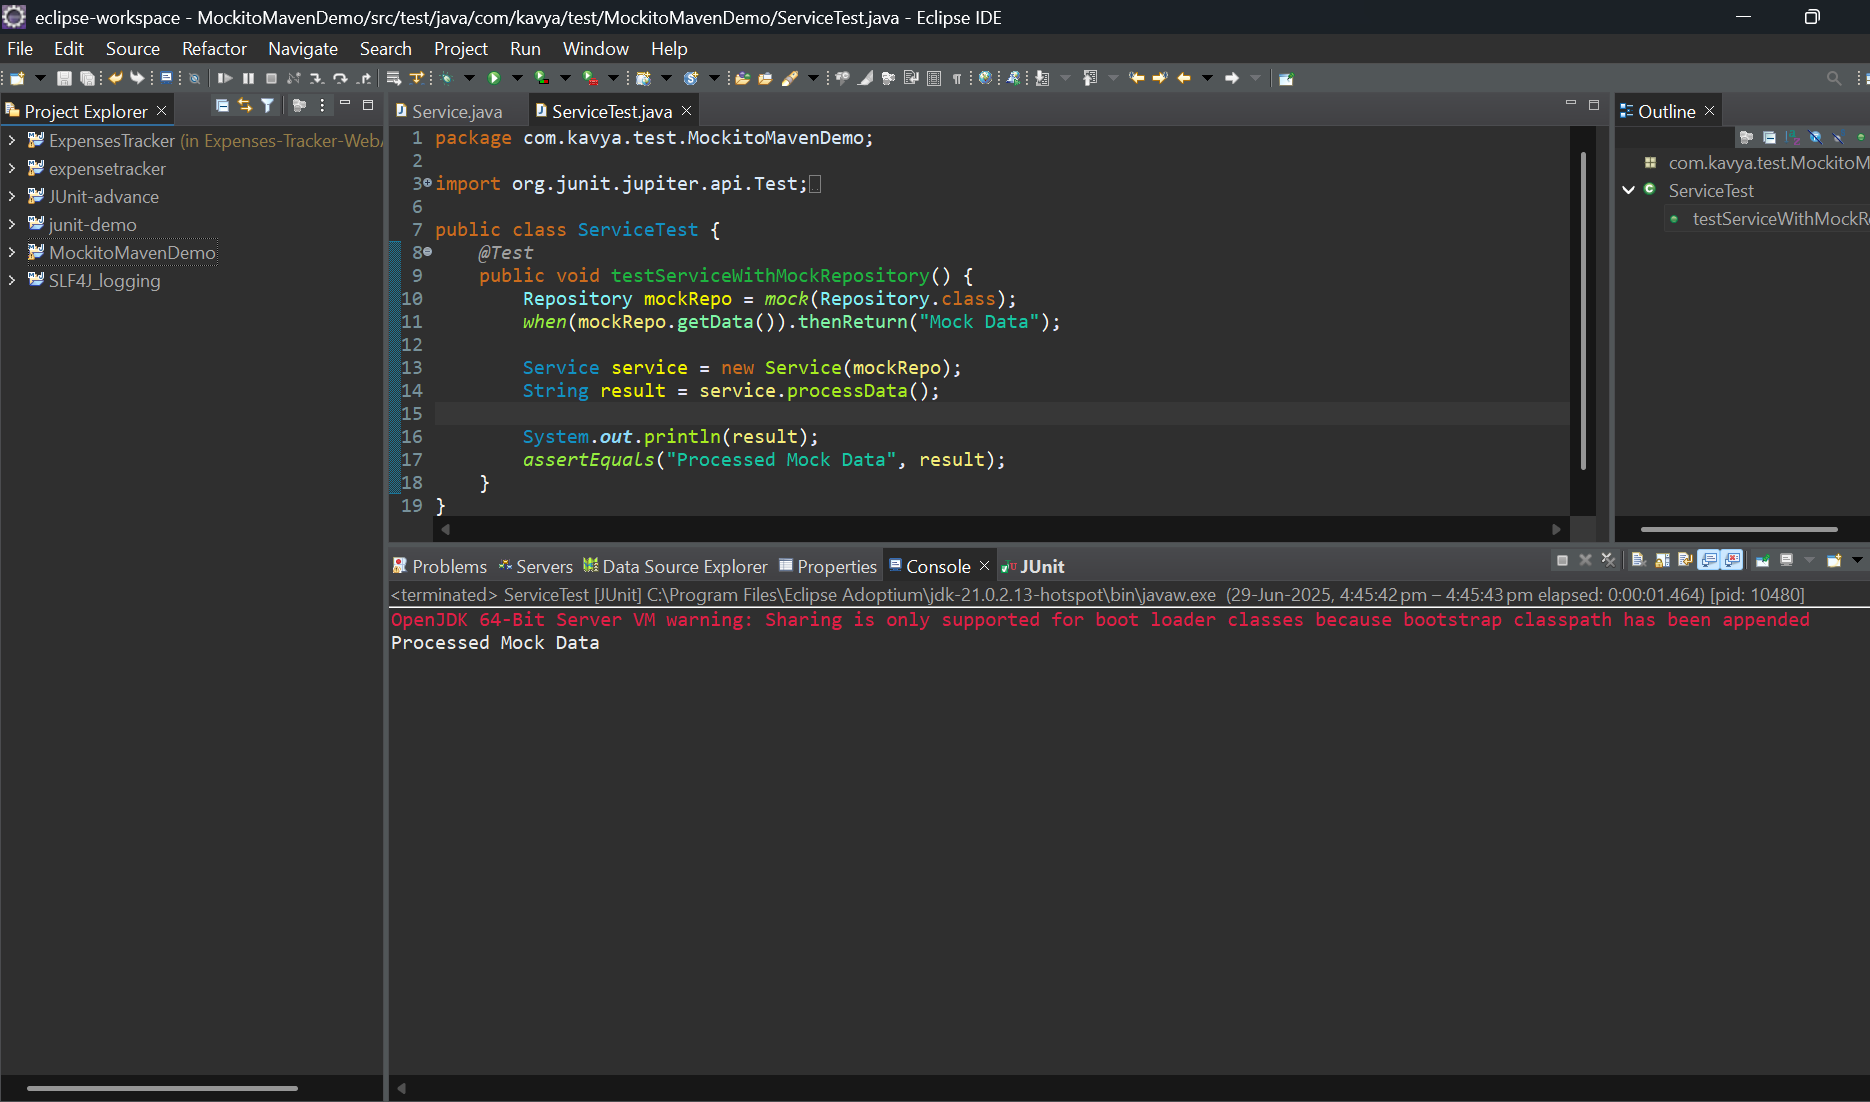 eclipse-workspace - MockitoMavenDemo/src/test/java/com/kavya/test/MockitoMavenDemo/ServiceTest.java - Eclipse IDE
File Edit Source Refactor Navigate Search Project Run Window Help
Project Explorer
ExpensesTracker (in Expenses-Tracker-WebA
expensetracker
JUnit-advance
junit-demo
MockitoMavenDemo
SLF4J_logging
Service.java ServiceTest.java
1 package com.kavya.test.MockitoMavenDemo;
2
3 import org.junit.jupiter.api.Test;
6
7 public class ServiceTest {
8 @Test
9 public void testServiceWithMockRepository() {
10 Repository mockRepo = mock(Repository.class);
11 when(mockRepo.getData()).thenReturn("Mock Data");
12
13 Service service = new Service(mockRepo);
14 String result = service.processData();
15
16 System.out.println(result);
17 assertEquals("Processed Mock Data", result);
18 }
19 }
Outline
com.kavya.test.MockitoM
ServiceTest
testServiceWithMockRe
Problems Servers Data Source Explorer Properties Console JUnit
<terminated> ServiceTest [JUnit] C:\Program Files\Eclipse Adoptium\jdk-21.0.2.13-hotspot\bin\javaw.exe (29-Jun-2025, 4:45:42 pm – 4:45:43 pm elapsed: 0:00:01.464) [pid: 10480]
OpenJDK 64-Bit Server VM warning: Sharing is only supported for boot loader classes because bootstrap classpath has been appended
Processed Mock Data